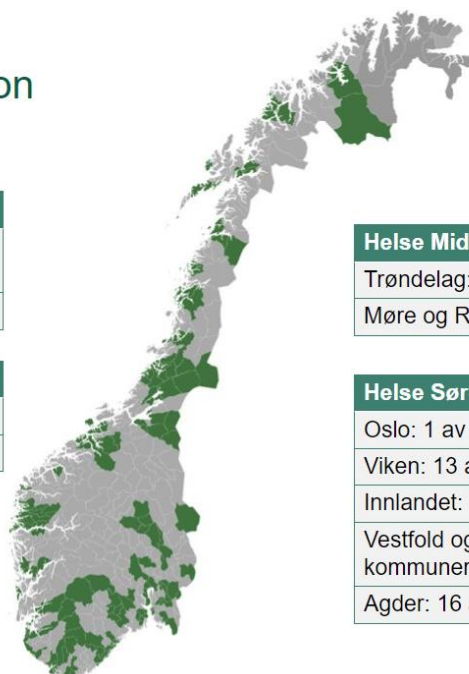 on
Helse Mid
Trøndelag:
Møre og R
Helse Sør
Oslo: 1 av
Viken: 13 a
Innlandet:
Vestfold og
kommuner
Agder: 16